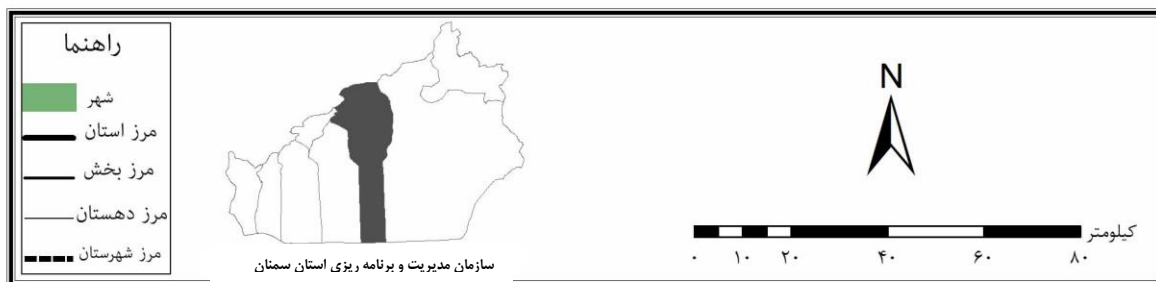 راهنما
شهر
مرز استان
مرز بخش
مرز دهستان
مرز شهرستان
سازمان مدیریت و برنامه ریزی استان سمنان
N
کیلومتر
۰ ۱۰ ۲۰ ۴۰ ۶۰ ۸۰